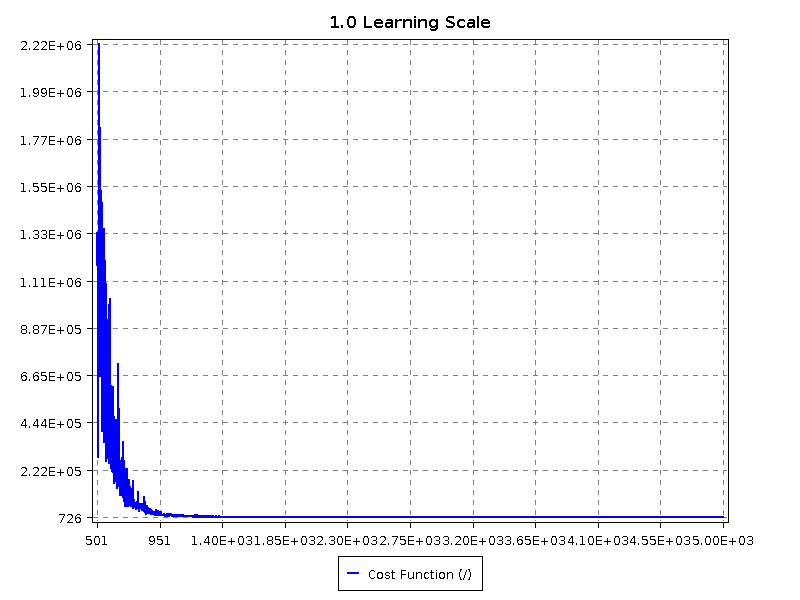 1.0 Learning Scale
2.22E+06
1.99E+06
1.77E+06
1.55E+06
1.33E+06
1.11E+06
8.87E+05
6.65E+05
4.44E+05
2.22E+05
726
501 951 1.40E+031.85E+032.30E+032.75E+033.20E+033.65E+034.10E+034.55E+035.00E+03
Cost Function (/)